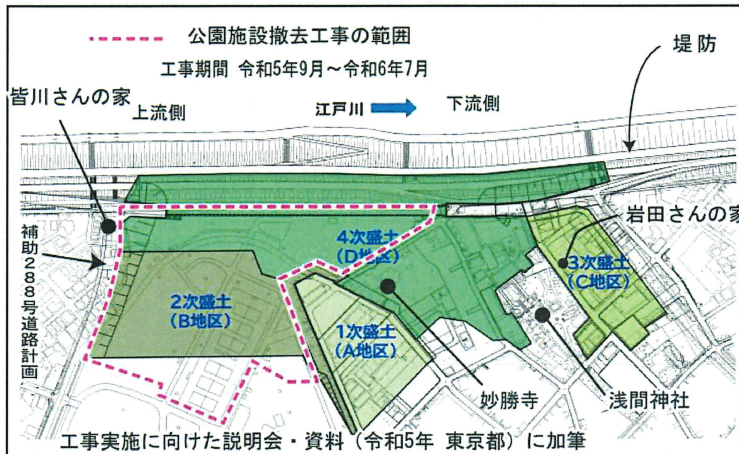 公園施設撤去工事の範囲
工事期間 令和5年9月～令和6年7月
堤防
皆川さんの家
上流側
江戸川
下流側
補助288号道路計画
岩田さんの家
4次盛土
(D地区)
3次盛土
(C地区)
2次盛土
(B地区)
1次盛土
(A地区)
妙勝寺
浅間神社
工事実施に向けた説明会・資料（令和5年 東京都）に加筆